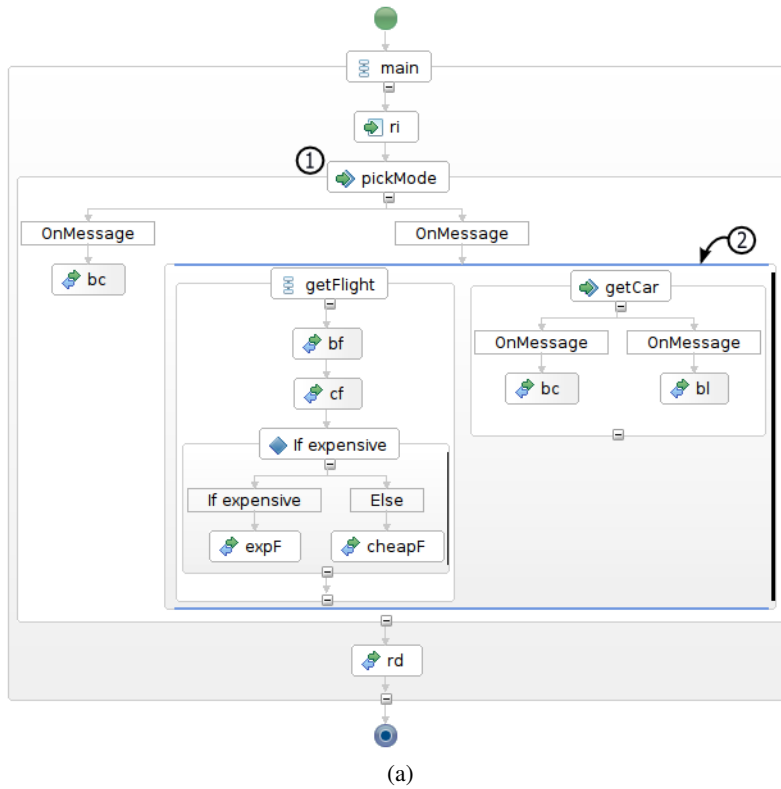 main
ri
1
pickMode
OnMessage
OnMessage
2
bc
getFlight
getCar
bf
OnMessage
OnMessage
cf
bc
bl
If expensive
If expensive
Else
expF
cheapF
rd
(a)